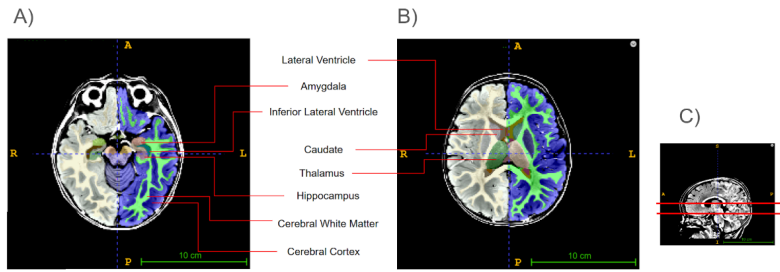 A)
B)
C)
A
R
L
P
10 cm
Lateral Ventricle
Amygdala
Inferior Lateral Ventricle
Caudate
Thalamus
Hippocampus
Cerebral White Matter
Cerebral Cortex
A
R
L
P
10 cm
S
A
P
I